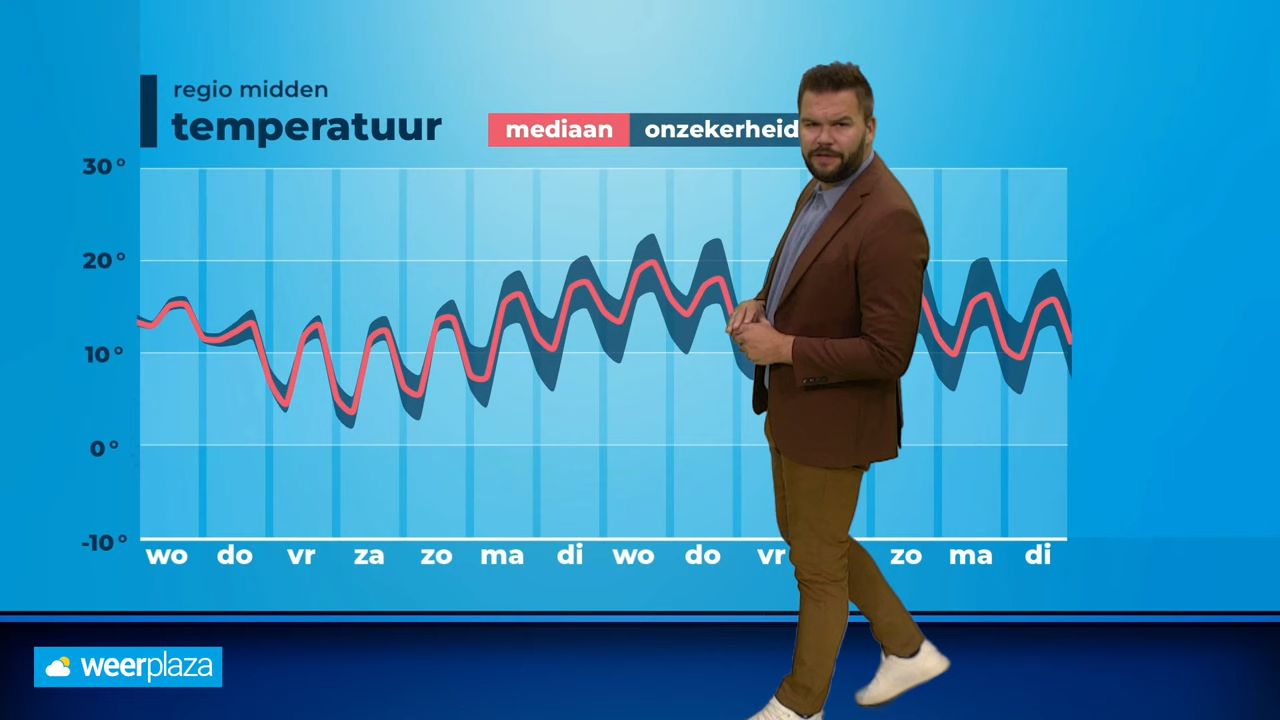 regio midden
temperatuur
mediaan onzekerheid
30°
20°
10°
0°
-10°
wo do vr za zo ma di wo do vr zo ma di
weerplaza